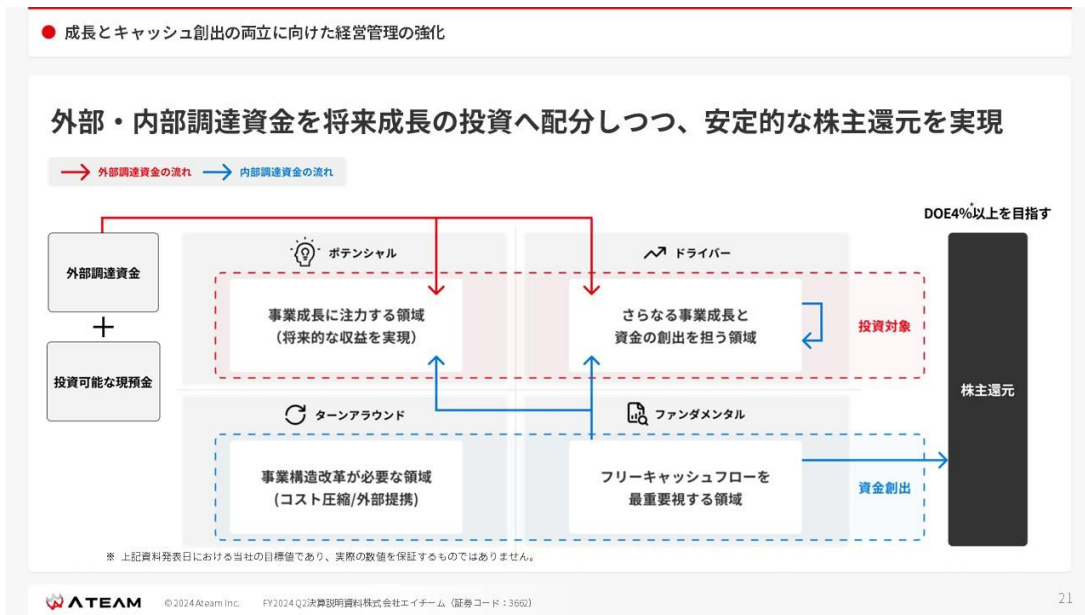 成長とキャッシュ創出の両立に向けた経営管理の強化
外部・内部調達資金を将来成長の投資へ配分しつつ、安定的な株主還元を実現
外部調達資金の流れ
内部調達資金の流れ
DOE4%*以上を目指す
外部調達資金
+
投資可能な現預金
ポテンシャル
事業成長に注力する領域
（将来的な収益を実現）
ドライバー
さらなる事業成長と
資金の創出を担う領域
投資対象
株主還元
ターンアラウンド
事業構造改革が必要な領域
(コスト圧縮/外部提携)
ファンダメンタル
フリーキャッシュフローを
最重要視する領域
資金創出
※ 上記資料発表日における当社の目標値であり、実際の数値を保証するものではありません。
ATEAM
©2024 Ateam Inc.
FY2024 Q2決算説明資料株式会社エイチーム（証券コード：3662）
21